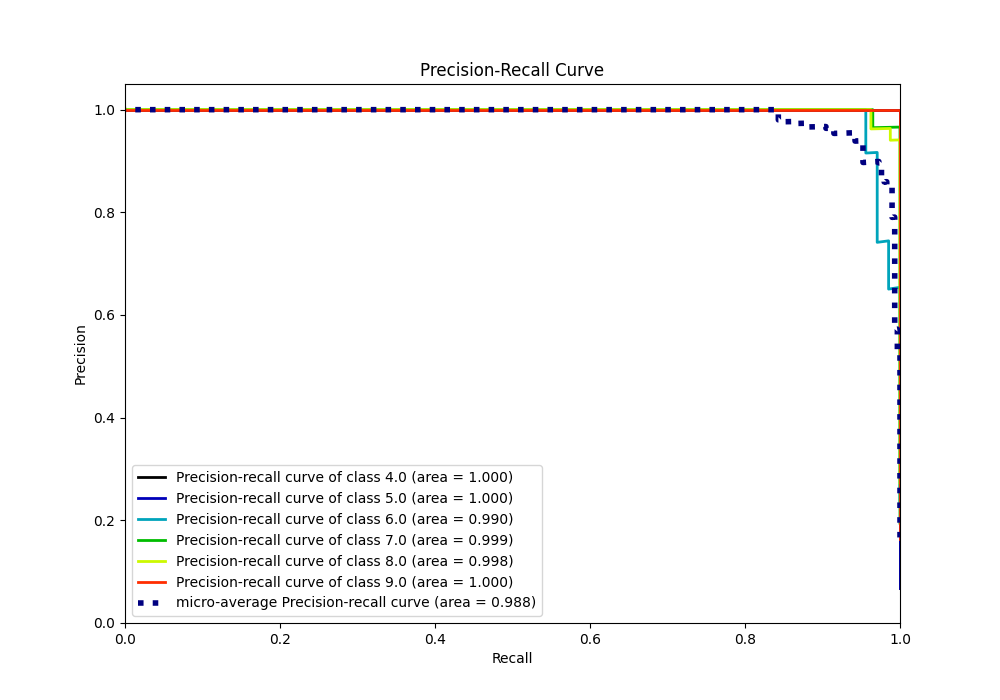 Precision-Recall Curve
1.0
0.8
0.6
0.4
0.2
0.0
Precision
Precision-recall curve of class 4.0 (area = 1.000)
Precision-recall curve of class 5.0 (area = 1.000)
Precision-recall curve of class 6.0 (area = 0.990)
Precision-recall curve of class 7.0 (area = 0.999)
Precision-recall curve of class 8.0 (area = 0.998)
Precision-recall curve of class 9.0 (area = 1.000)
micro-average Precision-recall curve (area = 0.988)
0.0 0.2 0.4 0.6 0.8 1.0
Recall